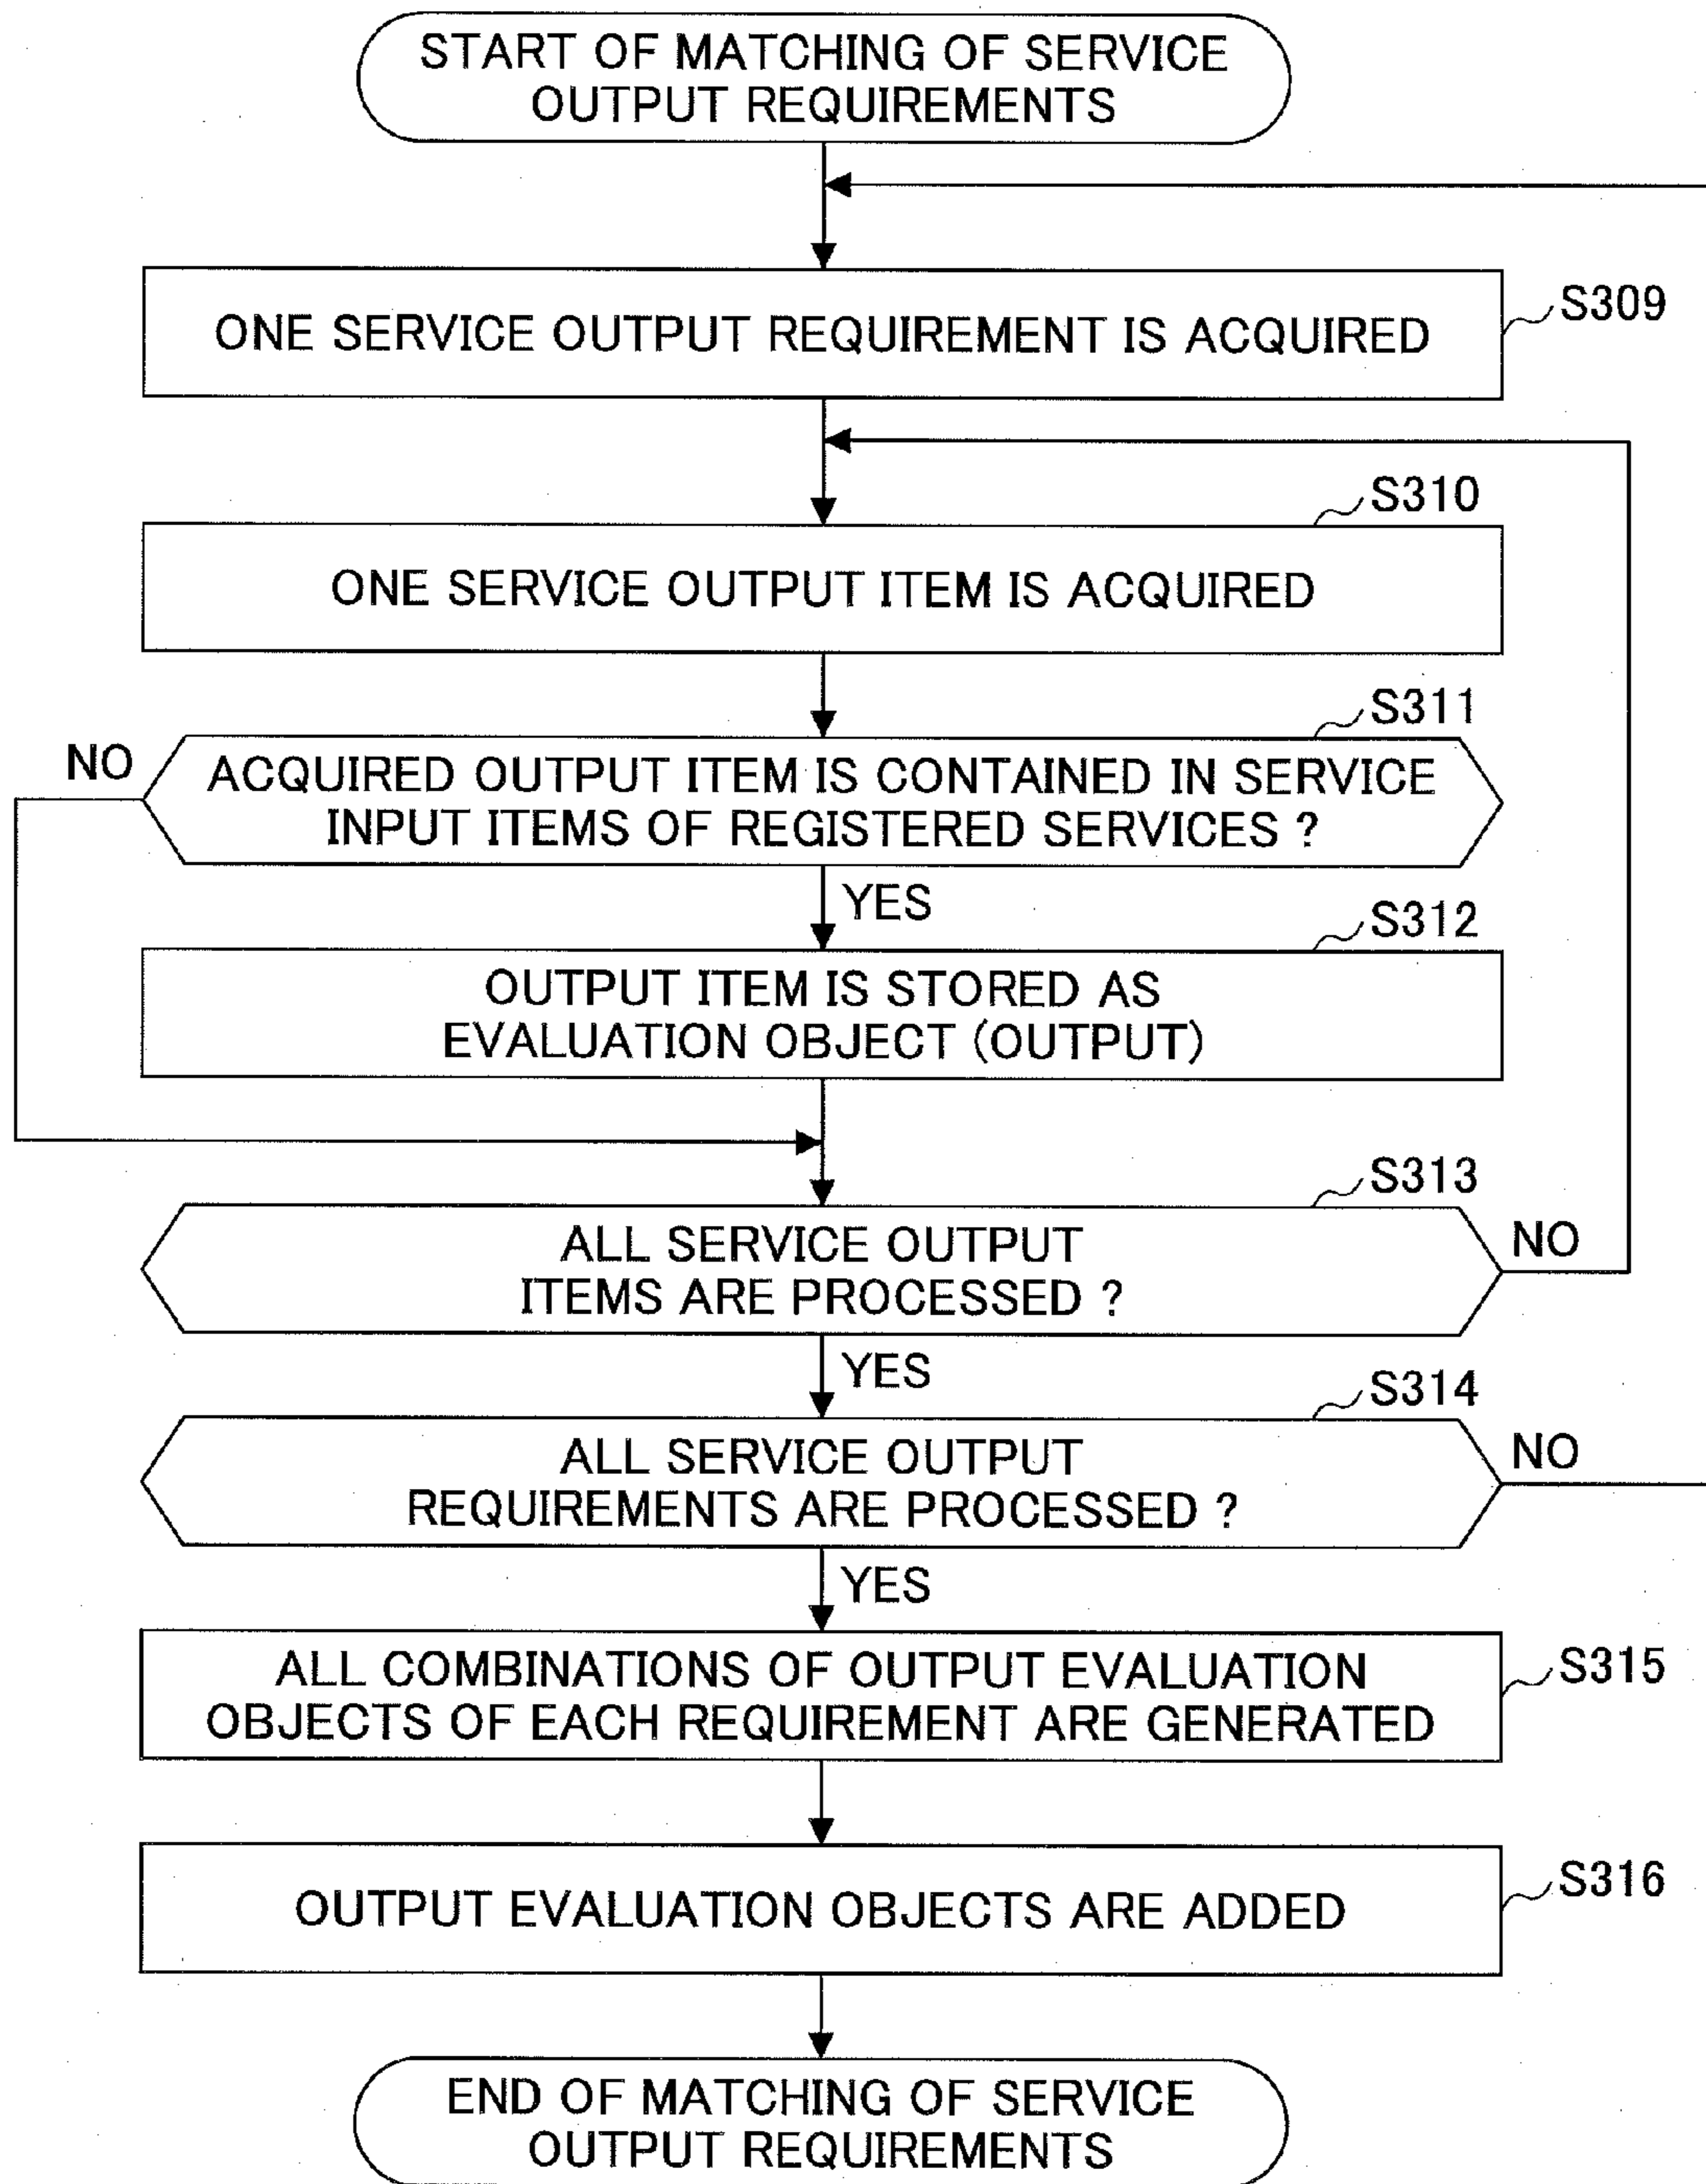 START OF MATCHING OF SERVICE
OUTPUT REQUIREMENTS
ONE SERVICE OUTPUT REQUIREMENT IS ACQUIRED
S309
S310
ONE SERVICE OUTPUT ITEM IS ACQUIRED
S311
NO
ACQUIRED OUTPUT ITEM IS CONTAINED IN SERVICE
INPUT ITEMS OF REGISTERED SERVICES ?
YES
S312
OUTPUT ITEM IS STORED AS
EVALUATION OBJECT (OUTPUT)
S313
ALL SERVICE OUTPUT
ITEMS ARE PROCESSED ?
NO
YES
S314
ALL SERVICE OUTPUT
REQUIREMENTS ARE PROCESSED ?
NO
YES
ALL COMBINATIONS OF OUTPUT EVALUATION
OBJECTS OF EACH REQUIREMENT ARE GENERATED
S315
OUTPUT EVALUATION OBJECTS ARE ADDED
S316
END OF MATCHING OF SERVICE
OUTPUT REQUIREMENTS